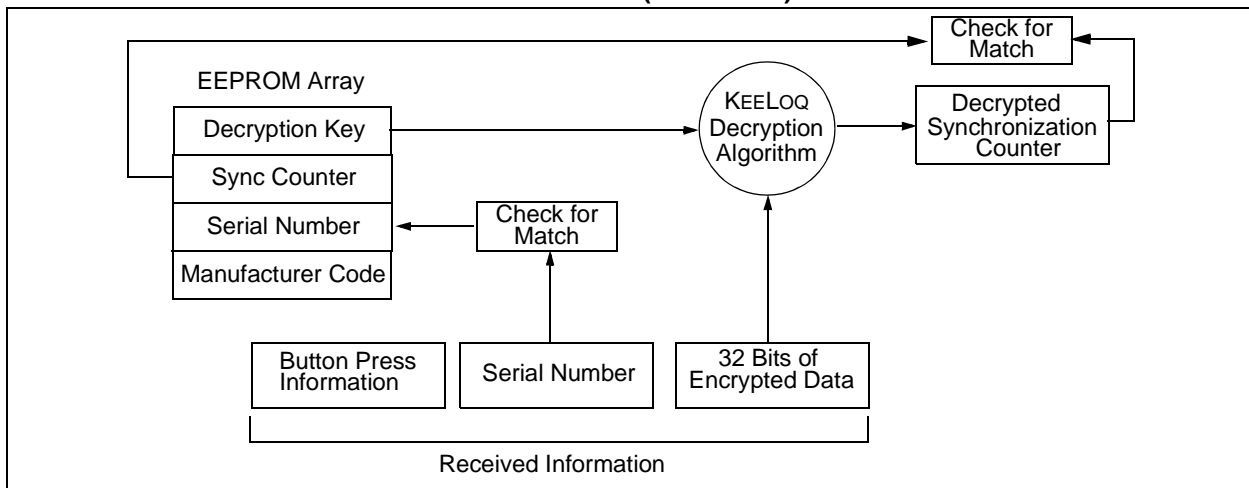 Check for
Match
EEPROM Array
KEELOQ
Decryption
Algorithm
Decrypted
Synchronization
Counter
Decryption Key
Sync Counter
Serial Number
Manufacturer Code
Check for
Match
Button Press
Information
Serial Number
32 Bits of
Encrypted Data
Received Information